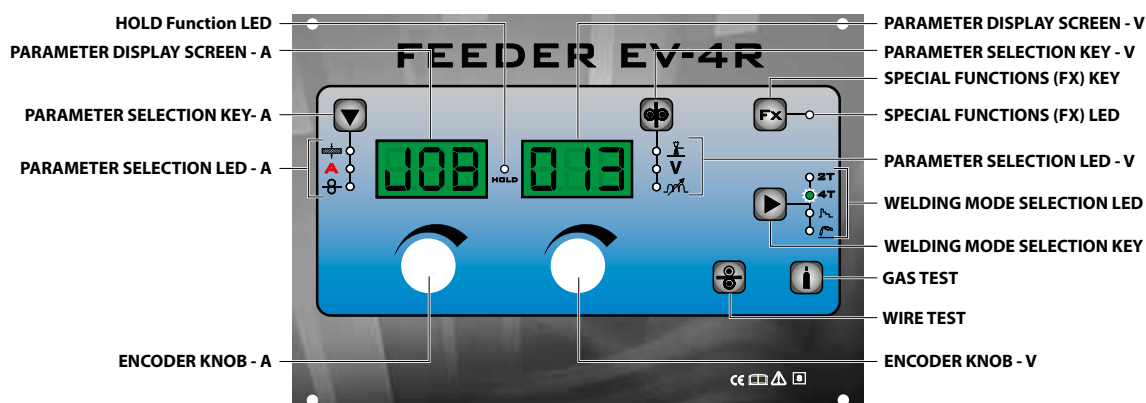 HOLD Function LED
PARAMETER DISPLAY SCREEN - A
PARAMETER SELECTION KEY- A
PARAMETER SELECTION LED - A
ENCODER KNOB - A
FEEDER EV-4R
A
JOB
HOLD
013
V
FX
2T
4T
CE
PARAMETER DISPLAY SCREEN - V
PARAMETER SELECTION KEY - V
SPECIAL FUNCTIONS (FX) KEY
SPECIAL FUNCTIONS (FX) LED
PARAMETER SELECTION LED - V
WELDING MODE SELECTION LED
WELDING MODE SELECTION KEY
GAS TEST
WIRE TEST
ENCODER KNOB - V